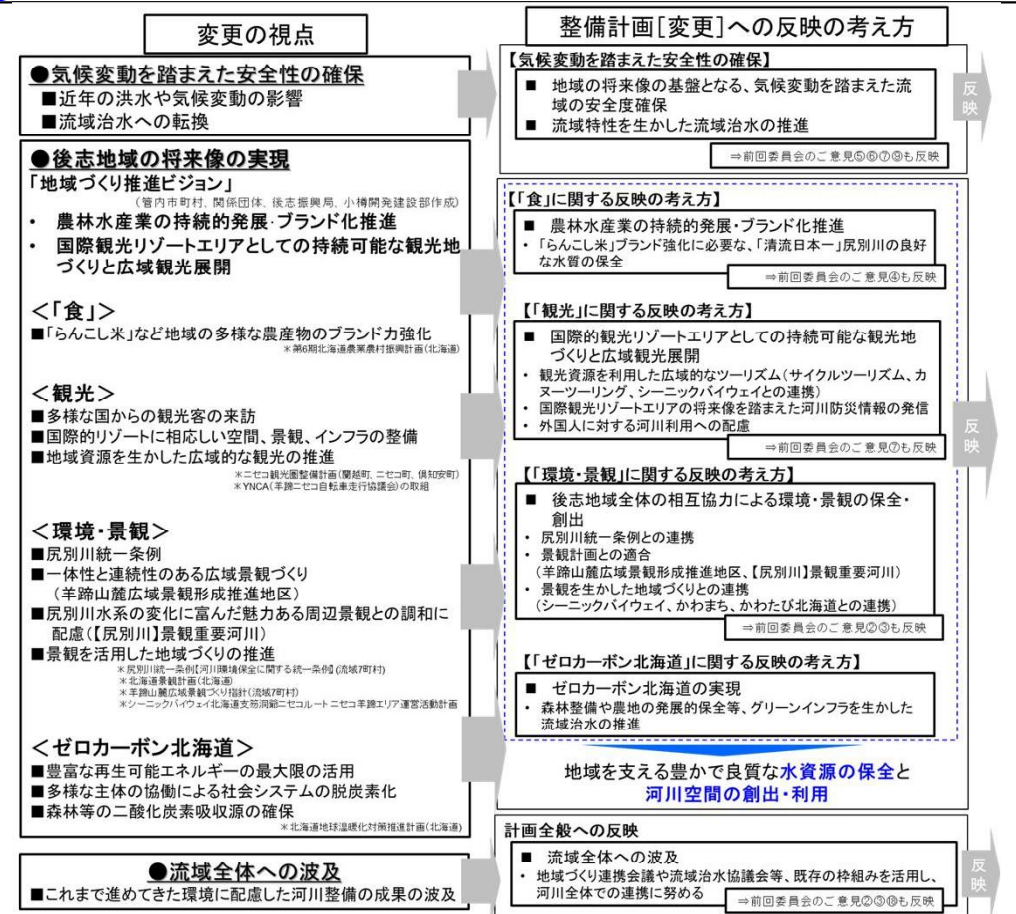 変更の視点
●気候変動を踏まえた安全性の確保
■近年の洪水や気候変動の影響
■流域治水への転換
●後志地域の将来像の実現
「地域づくり推進ビジョン」
(管内市町村、関係団体、後志振興局、小樽開発建設部作成)
・ 農林水産業の持続的発展・ブランド化推進
・ 国際観光リゾートエリアとしての持続可能な観光地
づくりと広域観光展開
＜「食」＞
■「らんこし米」など地域の多様な農産物のブランド力強化
＊第6期北海道農業農村振興計画(北海道)
＜観光＞
■多様な国からの観光客の来訪
■国際的リゾートに相応しい空間、景観、インフラの整備
■地域資源を生かした広域的な観光の推進
＊ニセコ観光圏整備計画(蘭越町、ニセコ町、倶知安町)
＊YNCA(羊蹄ニセコ自転車走行協議会)の取組
＜環境・景観＞
■尻別川統一条例
■一体性と連続性のある広域景観づくり
(羊蹄山麓広域景観形成推進地区)
■尻別川水系の変化に富んだ魅力ある周辺景観との調和に
配慮(【尻別川】景観重要河川)
■景観を活用した地域づくりの推進
＊尻別川統一条例【河川環境保全に関する統一条例】(流域7町村)
＊北海道景観計画(北海道)
＊羊蹄山麓広域景観づくり指針(流域7町村)
＊シーニックバイウェイ北海道支笏洞爺ニセコルート ニセコ羊蹄エリア運営活動計画
＜ゼロカーボン北海道＞
■豊富な再生可能エネルギーの最大限の活用
■多様な主体の協働による社会システムの脱炭素化
■森林等の二酸化炭素吸収源の確保
＊北海道地球温暖化対策推進計画(北海道)
●流域全体への波及
■これまで進めてきた環境に配慮した河川整備の成果の波及
整備計画[変更]への反映の考え方
【気候変動を踏まえた安全性の確保】
■ 地域の将来像の基盤となる、気候変動を踏まえた流
域の安全度確保
■ 流域特性を生かした流域治水の推進
⇒前回委員会のご意見⑤⑥⑦⑨も反映
反映
【「食」に関する反映の考え方】
■ 農林水産業の持続的発展・ブランド化推進
・「らんこし米」ブランド強化に必要な、「清流日本一」尻別川の良好
な水質の保全
⇒前回委員会のご意見④も反映
【「観光」に関する反映の考え方】
■ 国際的観光リゾートエリアとしての持続可能な観光地
づくりと広域観光展開
・ 観光資源を利用した広域的なツーリズム(サイクルツーリズム、カ
ヌーツーリング、シーニックバイウェイとの連携)
・ 国際観光リゾートエリアの将来像を踏まえた河川防災情報の発信
・ 外国人に対する河川利用への配慮
⇒前回委員会のご意見⑦も反映
反映
【「環境・景観」に関する反映の考え方】
■ 後志地域全体の相互協力による環境・景観の保全・
創出
・ 尻別川統一条例との連携
・ 景観計画との適合
(羊蹄山麓広域景観形成推進地区、【尻別川】景観重要河川)
・ 景観を生かした地域づくりとの連携
(シーニックバイウェイ、かわまち、かわたび北海道との連携)
⇒前回委員会のご意見②③も反映
【「ゼロカーボン北海道」に関する反映の考え方】
■ ゼロカーボン北海道の実現
・ 森林整備や農地の発展的保全等、グリーンインフラを生かした
流域治水の推進
地域を支える豊かで良質な水資源の保全と
河川空間の創出・利用
計画全般への反映
■ 流域全体への波及
・ 地域づくり連携会議や流域治水協議会等、既存の枠組みを活用し、
河川全体での連携に努める
⇒前回委員会のご意見②③⑱も反映
反映